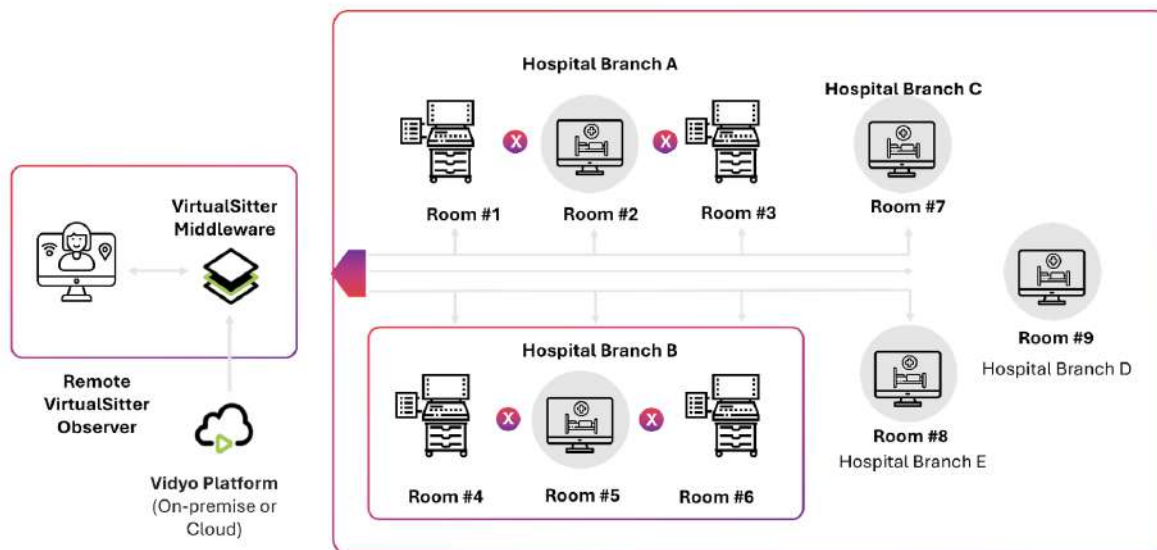 VirtualSitter
Middleware
Remote
VirtualSitter
Observer
Vidyo Platform
(On-premise or
Cloud)
Hospital Branch A
X
X
Room #1
Room #2
Room #3
Hospital Branch C
Room #7
Room #9
Hospital Branch D
Hospital Branch B
X
X
Room #4
Room #5
Room #6
Room #8
Hospital Branch E